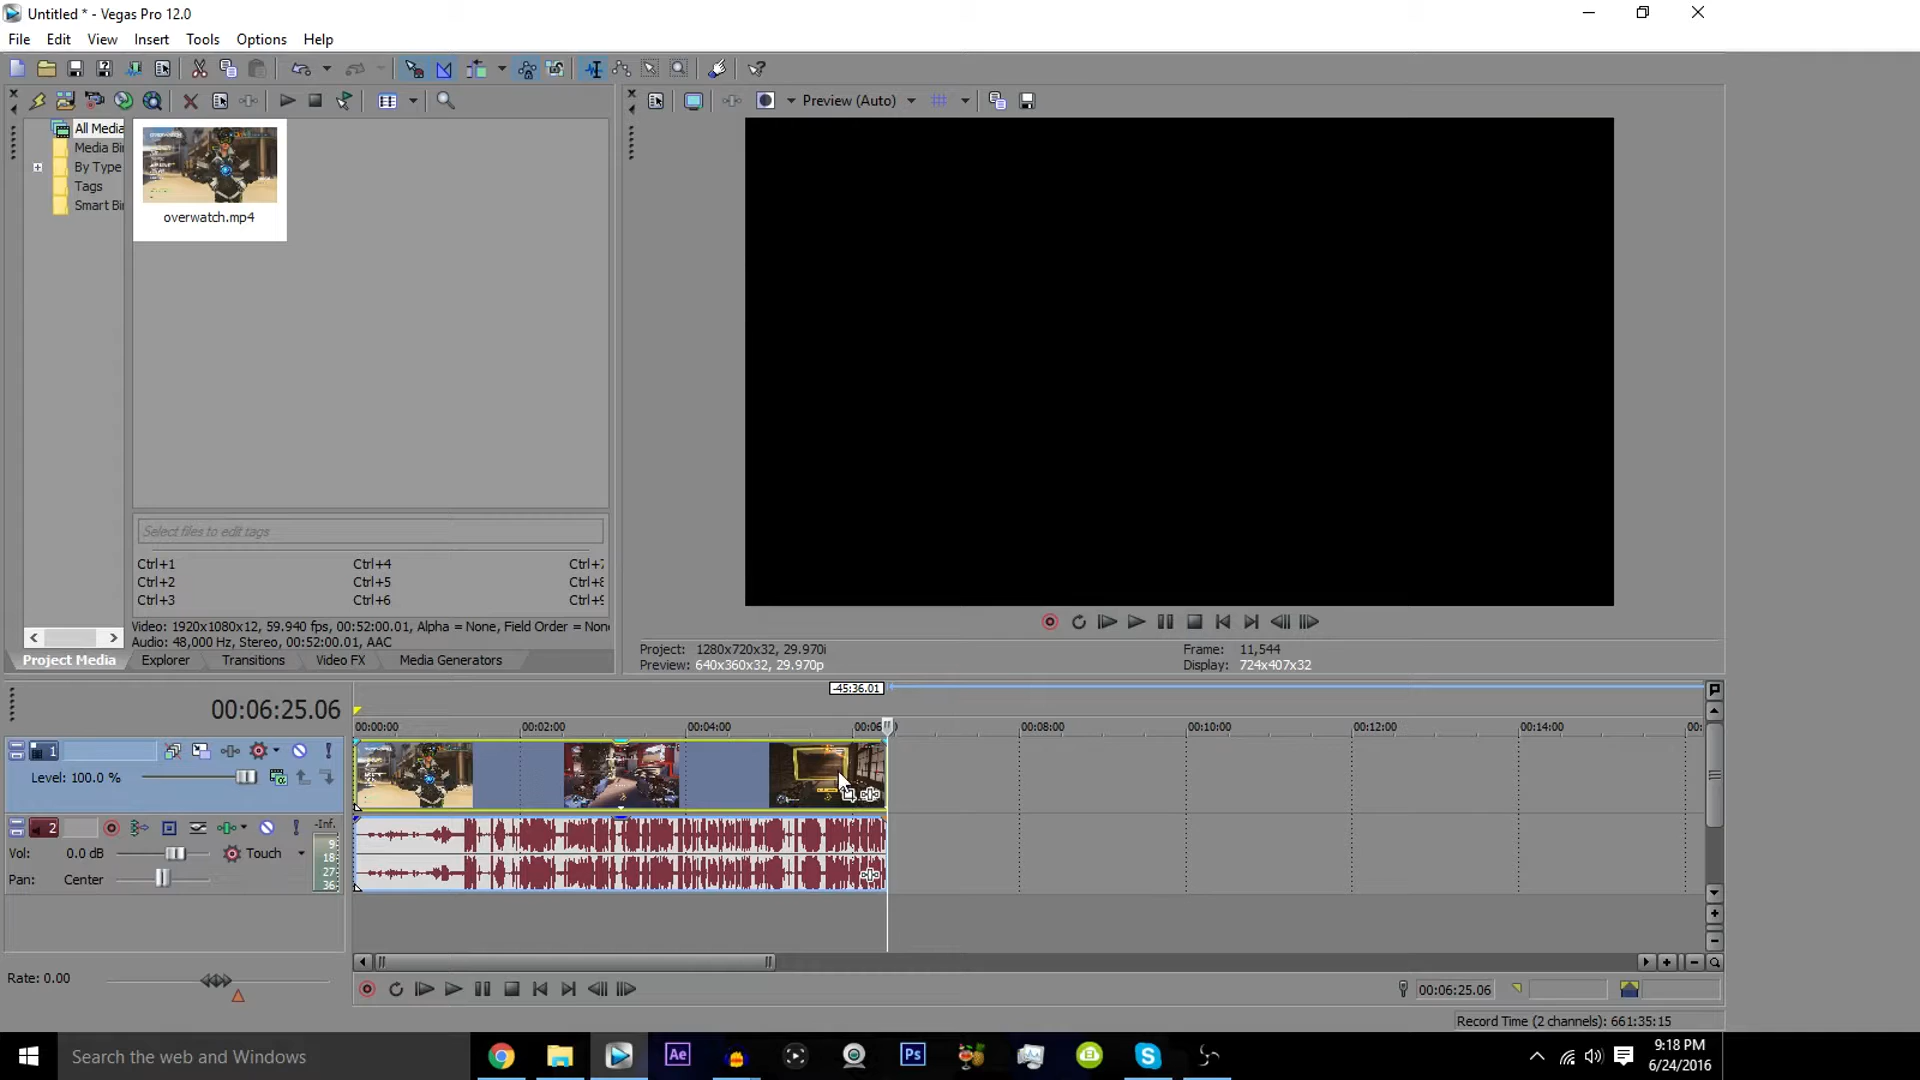 Untitled * - Vegas Pro 12.0
File Edit View Insert Tools Options Help
Preview (Auto)
All Media
Media Bi
By Type
Tags
Smart Bi
overwatch.mp4
Select files to edit tags
Ctrl+1 Ctrl+4 Ctrl+7
Ctrl+2 Ctrl+5 Ctrl+8
Ctrl+3 Ctrl+6 Ctrl+9
Video: 1920x1080x12, 59.940 fps, 00:52:00.01, Alpha = None, Field Order = Non
Audio: 48,000 Hz, Stereo, 00:52:00.01, AAC
Project Media Explorer Transitions Video FX Media Generators
Project: 1280x720x32, 29.970i Frame: 11,544
Preview: 640x360x32, 29.970p Display: 724x407x32
-45:36.01
00:06:25.06
00:00:00 00:02:00 00:04:00 00:06 00:08:00 00:10:00 00:12:00 00:14:00 00:
1
Level: 100.0 %
2 -Inf.
Vol: 0.0 dB Touch
Pan: Center
9
18
27
36
Rate: 0.00
00:06:25.06
Record Time (2 channels): 661:35:15
Search the web and Windows
Ae Ps
9:18 PM
6/24/2016